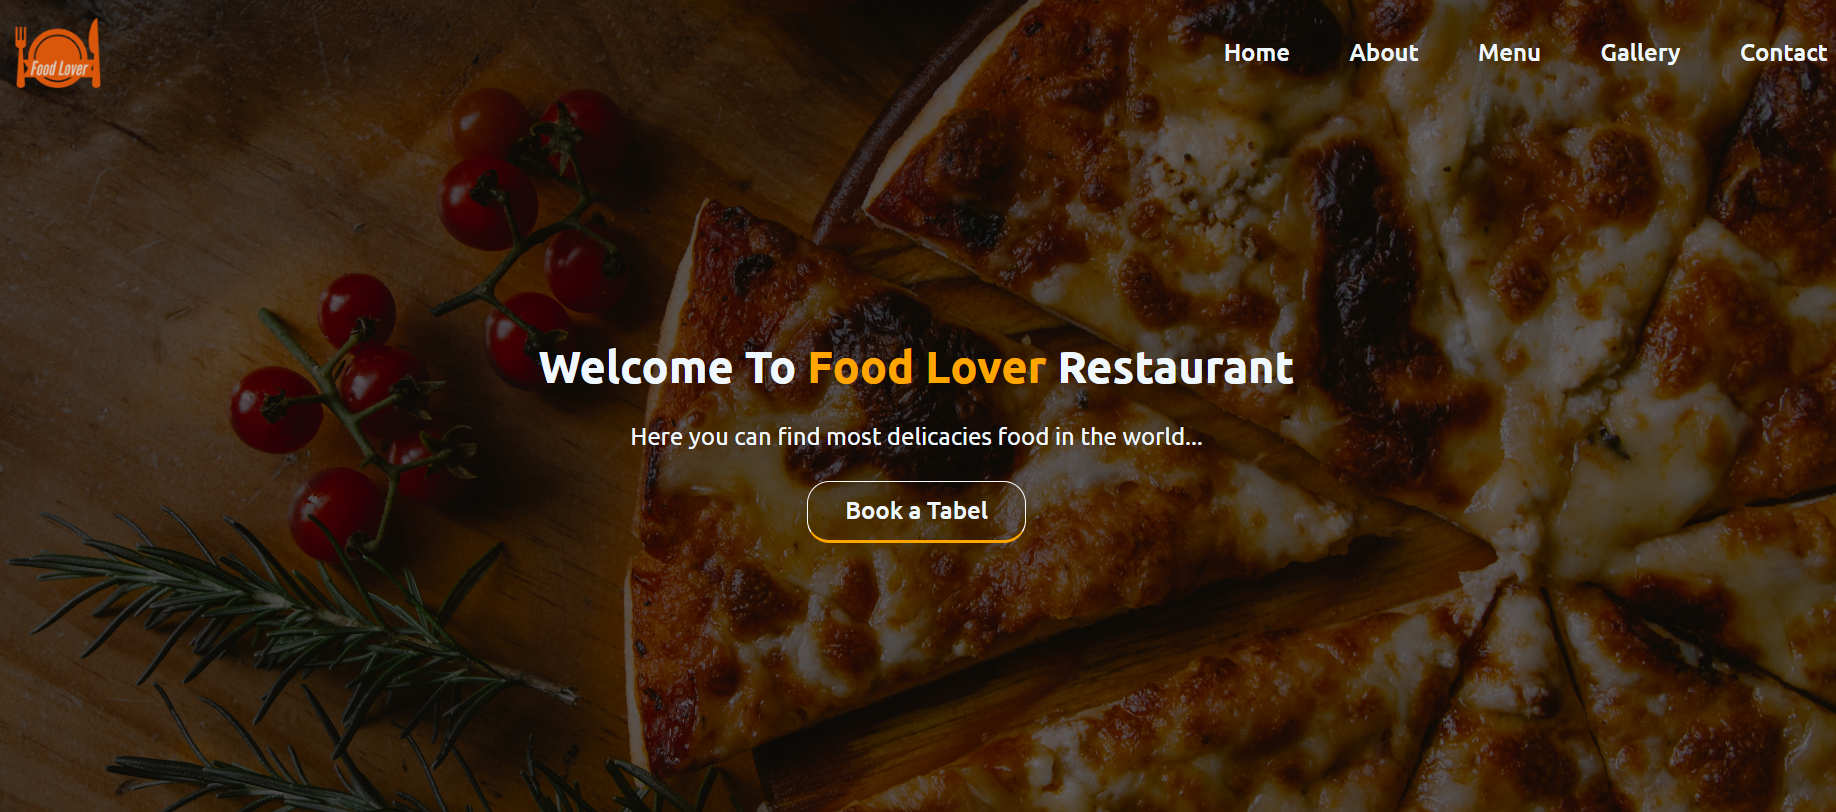 Food Lover
Home About Menu Gallery Contact
Welcome To Food Lover Restaurant
Here you can find most delicacies food in the world...
Book a Tabel